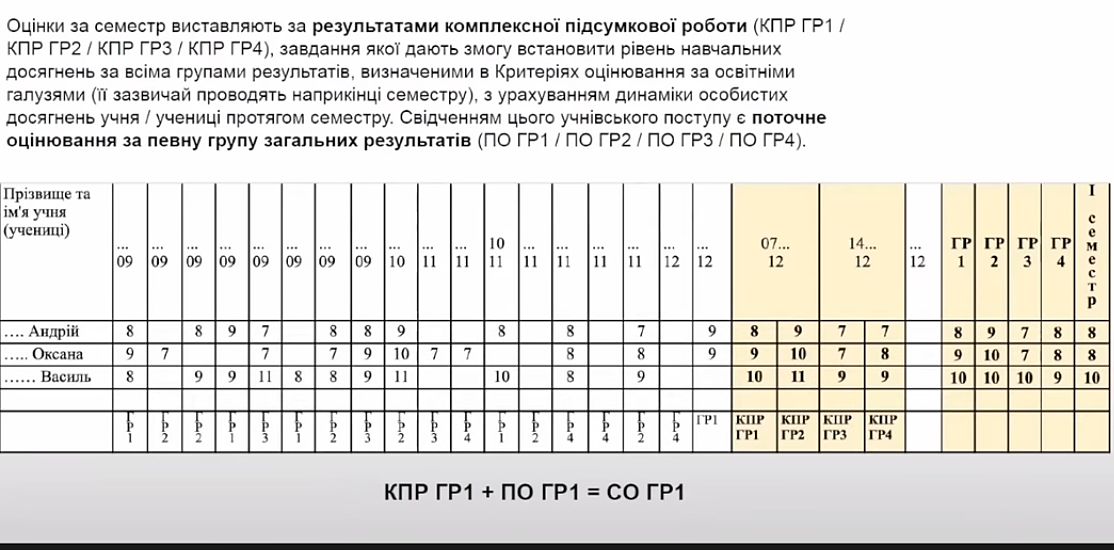 Оцінки за семестр виставляють за результатами комплексної підсумкової роботи (КПР ГР1 /
КПР ГР2 / КПР ГР3 / КПР ГР4), завдання якої дають змогу встановити рівень навчальних
досягнень за всіма групами результатів, визначеними в Критеріях оцінювання за освітніми
галузями (її зазвичай проводять наприкінці семестру), з урахуванням динаміки особистих
досягнень учня / учениці протягом семестру. Свідченням цього учнівського поступу є поточне
оцінювання за певну групу загальних результатів (ПО ГР1 / ПО ГР2 / ПО ГР3 / ПО ГР4).
Прізвище та
ім'я учня
(учениці)
... 09 ... 09 ... 09 ... 09 ... 09 ... 09 ... 09 ... 09 ... 10 ... 11 ... 11 10 11 ... 11 ... 11 ... 11 ... 11 ... 12 ... 12 07... 12 14... 12 ... 12 ГР 1 ГР 2 ГР 3 ГР 4 І семестр
.... Андрій 8 8 9 7 8 8 9 8 8 7 9 8 9 7 7 8 9 7 8 8
..... Оксана 9 7 7 7 9 10 7 7 8 8 9 9 10 7 8 9 10 7 8 8
...... Василь 8 9 9 11 8 8 9 11 10 8 9 10 11 9 9 10 10 10 9 10
ГР1 ГР2 ГР2 ГР1 ГР3 ГР1 ГР2 ГР3 ГР2 ГР3 ГР4 ГР1 ГР2 ГР4 ГР4 ГР2 ГР4 ГР1 КПР ГР1 КПР ГР2 КПР ГР3 КПР ГР4
КПР ГР1 + ПО ГР1 = СО ГР1